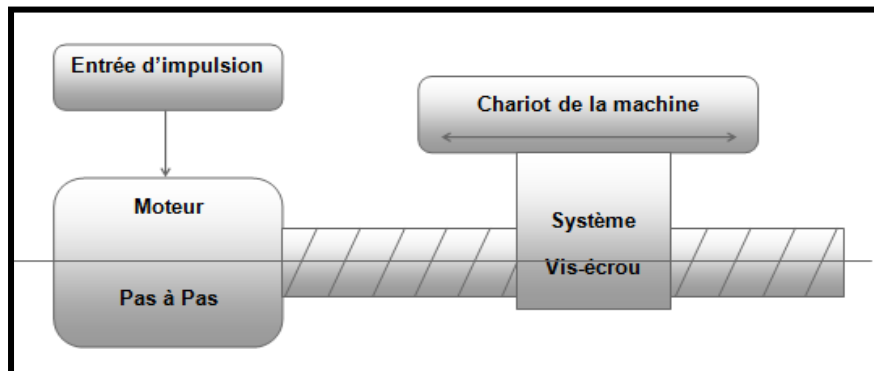 Entrée d'impulsion
Chariot de la machine
Moteur
Pas à Pas
Système
Vis-écrou